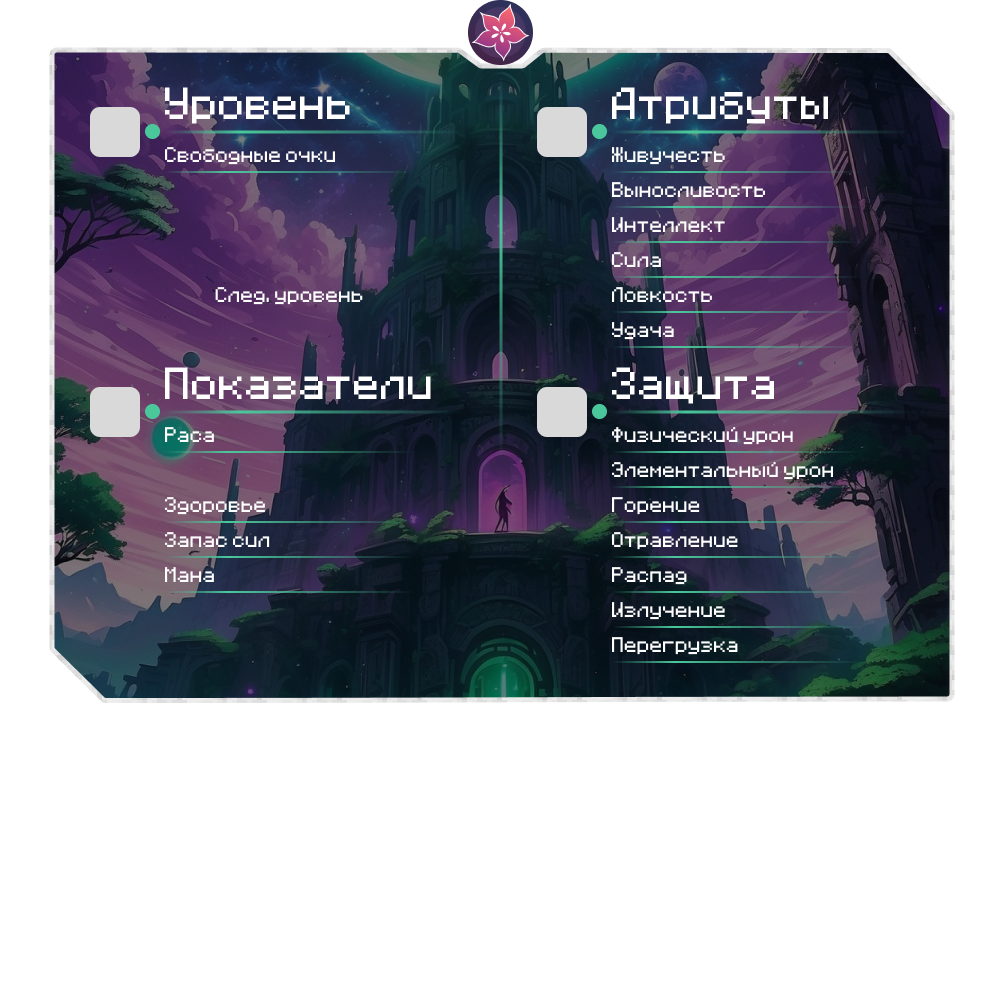 Уровень
Свободные очки
След. уровень
Показатели
Раса
Здоровье
Запас сил
Мана
Атрибуты
Живучесть
Выносливость
Интеллект
Сила
Ловкость
Удача
Защита
Физический урон
Элементальный урон
Горение
Отравление
Распад
Излучение
Перегрузка